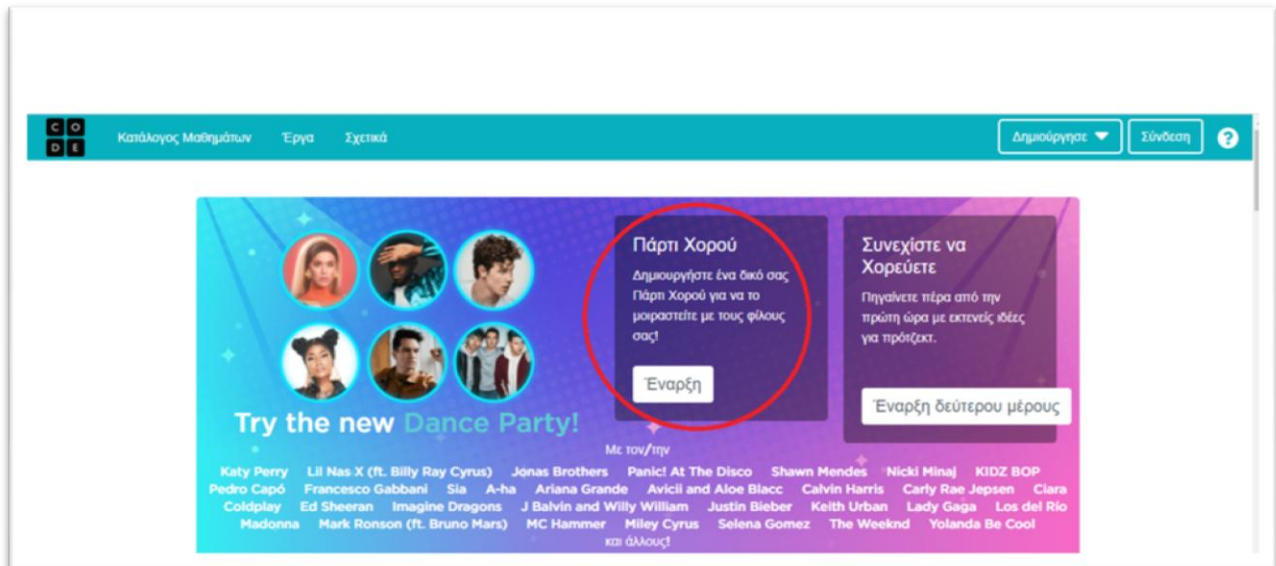 CODE
Κατάλογος Μαθημάτων Έργα Σχετικά Δημιούργησε Σύνδεση ?
Πάρτι Χορού
Δημιουργήστε ένα δικό σας
Πάρτι Χορού για να το
μοιραστείτε με τους φίλους
σας!
Έναρξη
Συνεχίστε να
Χορεύετε
Πηγαίνετε πέρα από την
πρώτη ώρα με εκτενείς ιδέες
για πρότζεκτ.
Έναρξη δεύτερου μέρους
Try the new Dance Party!
Με τον/την
Katy Perry Lil Nas X (ft. Billy Ray Cyrus) Jonas Brothers Panic! At The Disco Shawn Mendes Nicki Minaj KIDZ BOP
Pedro Capó Francesco Gabbani Sia A-ha Ariana Grande Avicii and Aloe Blacc Calvin Harris Carly Rae Jepsen Ciara
Coldplay Ed Sheeran Imagine Dragons J Balvin and Willy William Justin Bieber Keith Urban Lady Gaga Los del Río
Madonna Mark Ronson (ft. Bruno Mars) MC Hammer Miley Cyrus Selena Gomez The Weeknd Yolanda Be Cool
και άλλους!